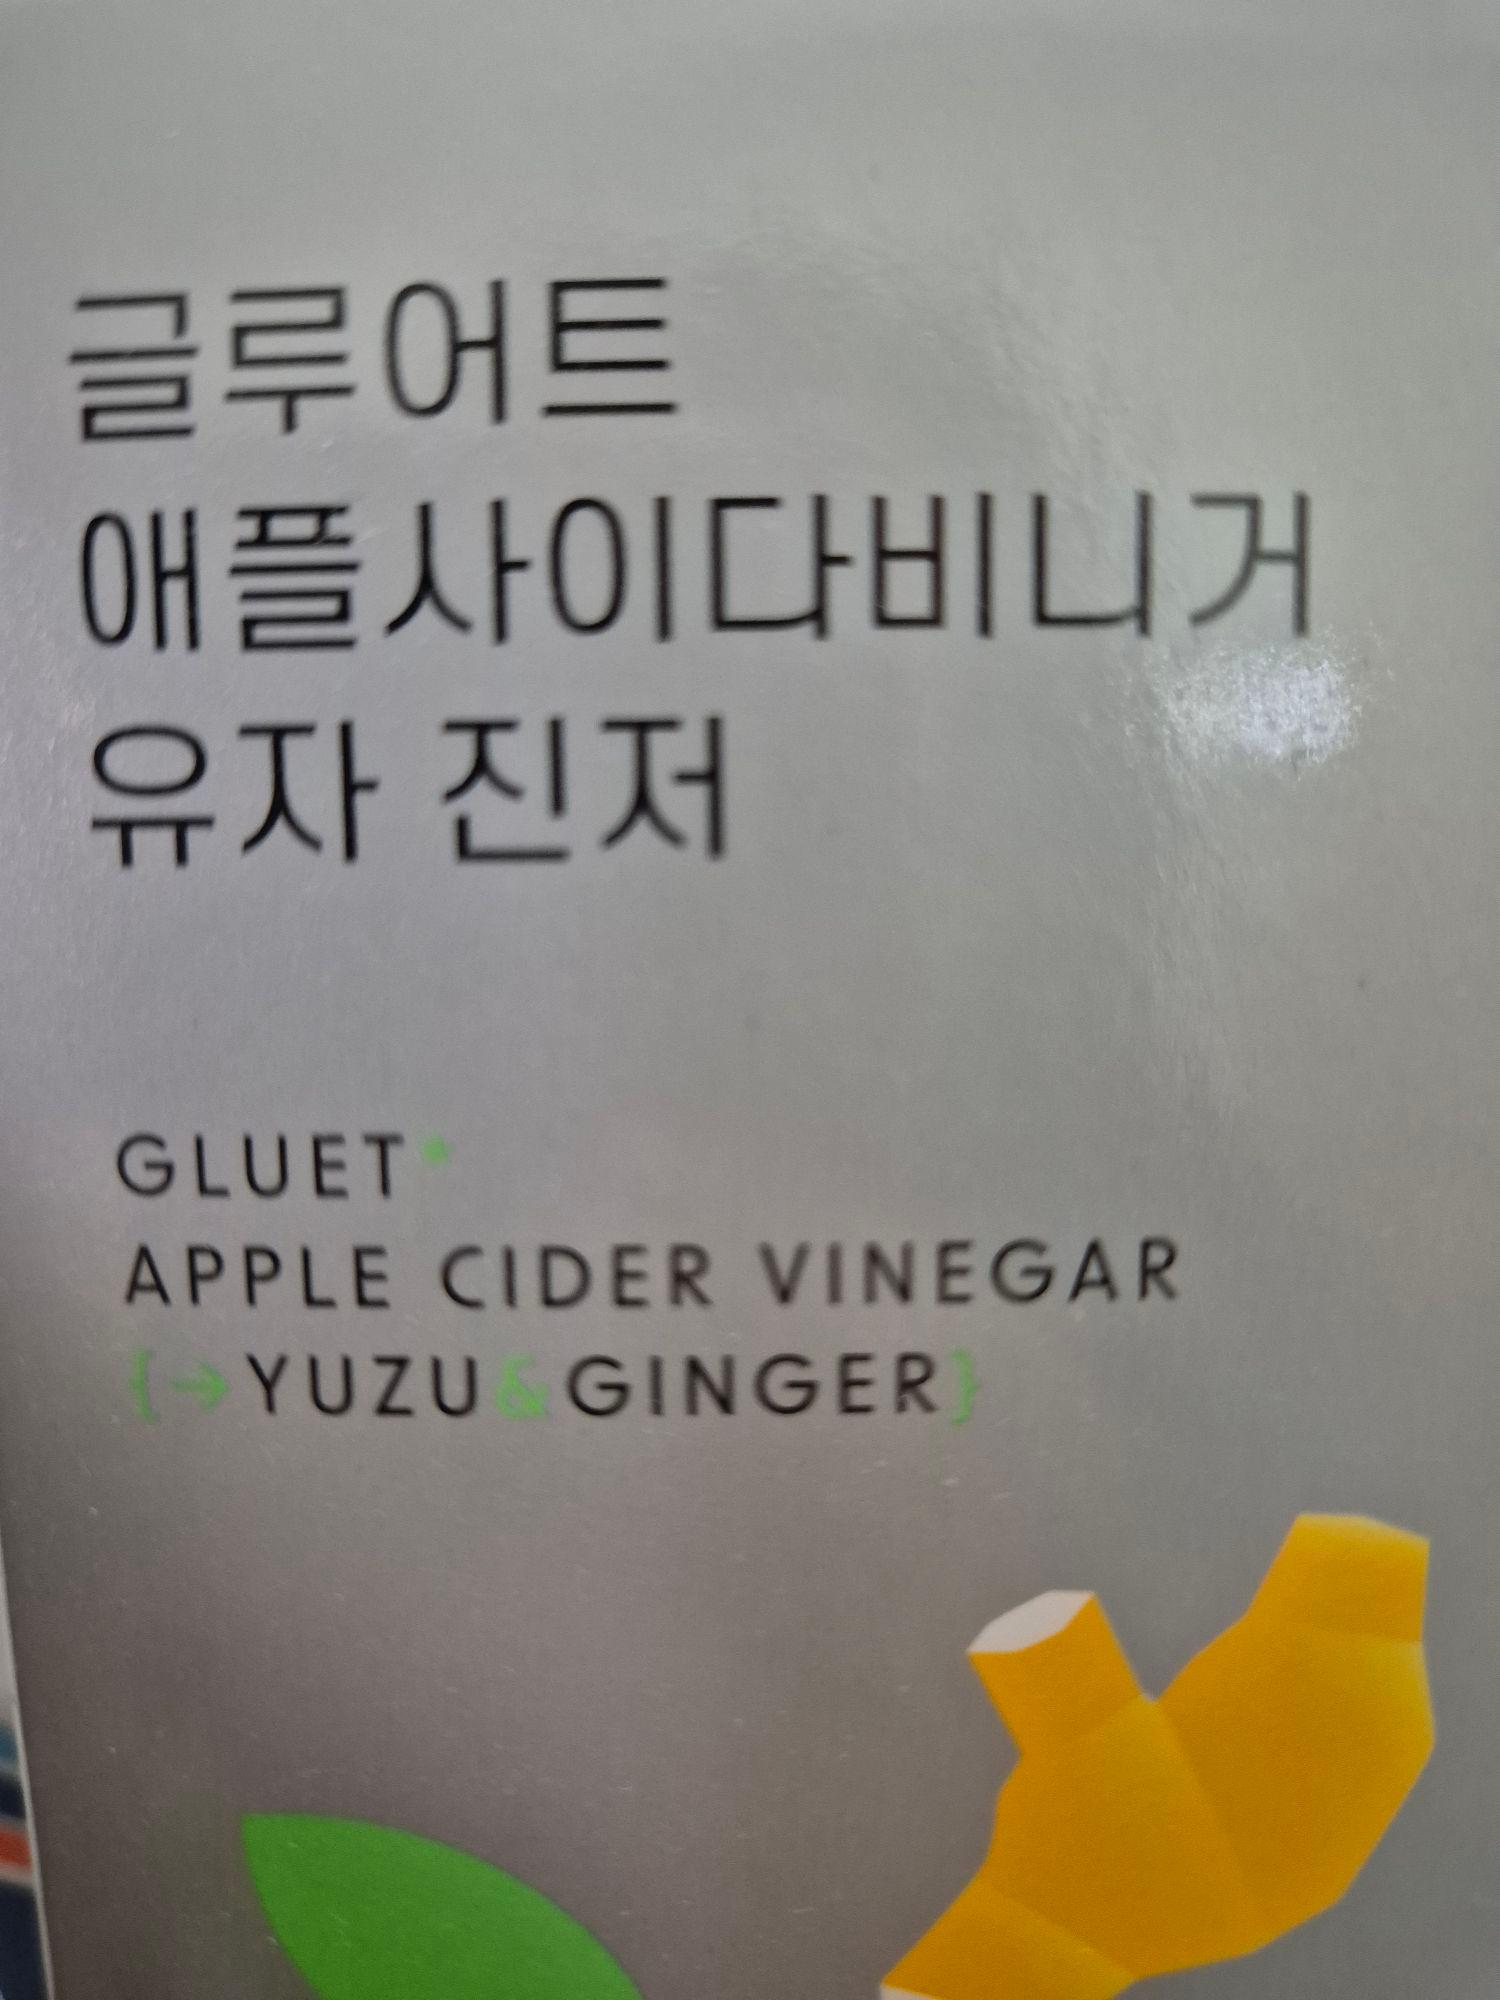 글루어트
애플사이다비니거
유자 진저
GLUET*
APPLE CIDER VINEGAR
{→YUZU&GINGER}